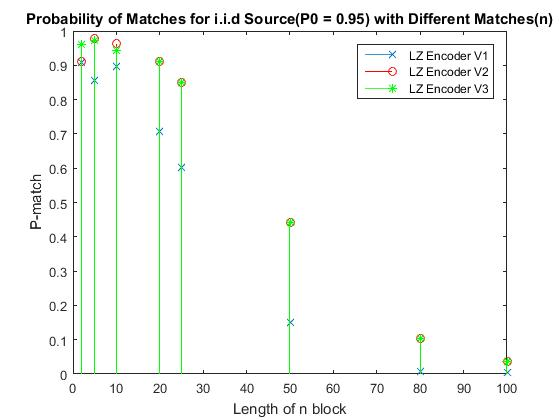 Probability of Matches for i.i.d Source(P0 = 0.95) with Different Matches(n)
LZ Encoder V1
LZ Encoder V2
LZ Encoder V3
P-match
1
0.9
0.8
0.7
0.6
0.5
0.4
0.3
0.2
0.1
0
0 10 20 30 40 50 60 70 80 90 100
Length of n block